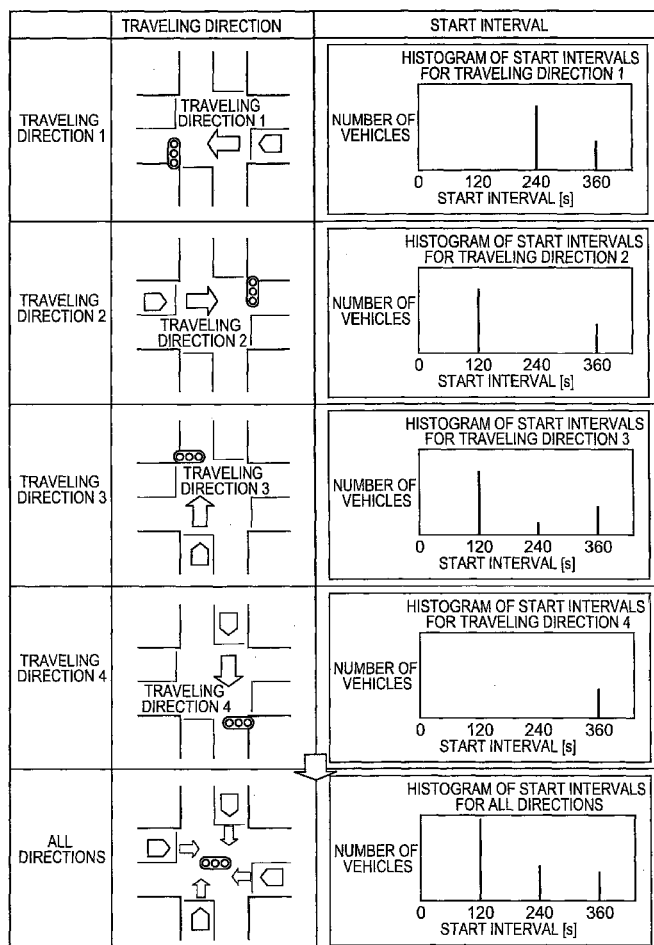 TRAVELING DIRECTION
START INTERVAL
TRAVELING
DIRECTION 1
TRAVELING
DIRECTION 1
HISTOGRAM OF START INTERVALS
FOR TRAVELING DIRECTION 1
NUMBER OF
VEHICLES
0 120 240 360
START INTERVAL [s]
TRAVELING
DIRECTION 2
TRAVELING
DIRECTION 2
HISTOGRAM OF START INTERVALS
FOR TRAVELING DIRECTION 2
NUMBER OF
VEHICLES
0 120 240 360
START INTERVAL [s]
TRAVELING
DIRECTION 3
TRAVELING
DIRECTION 3
HISTOGRAM OF START INTERVALS
FOR TRAVELING DIRECTION 3
NUMBER OF
VEHICLES
0 120 240 360
START INTERVAL [s]
TRAVELING
DIRECTION 4
TRAVELING
DIRECTION 4
HISTOGRAM OF START INTERVALS
FOR TRAVELING DIRECTION 4
NUMBER OF
VEHICLES
0 120 240 360
START INTERVAL [s]
ALL
DIRECTIONS
HISTOGRAM OF START INTERVALS
FOR ALL DIRECTIONS
NUMBER OF
VEHICLES
0 120 240 360
START INTERVAL [s]